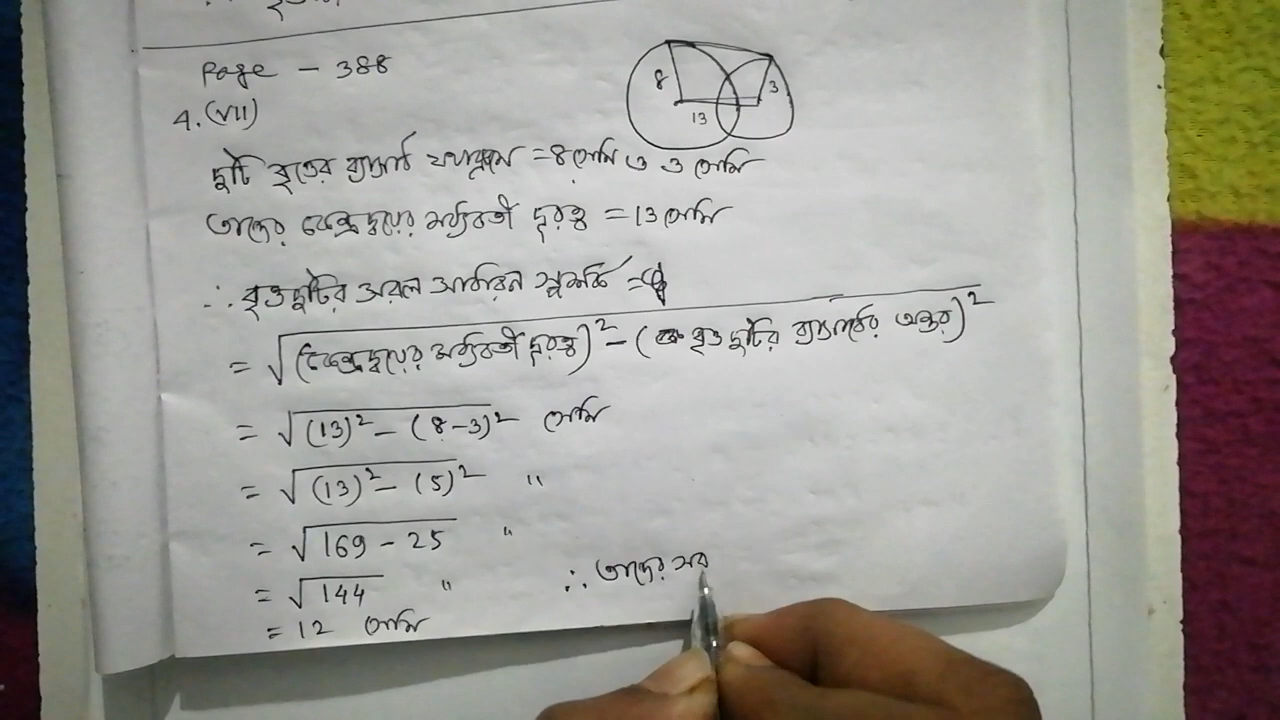 Page - 388
4. (VII)
8
3
13
দুটি বৃত্তের ব্যাসার্ধ যথাক্রমে = 8 সেমি ও 3 সেমি
তাদের কেন্দ্রদ্বয়ের মধ্যবর্তী দূরত্ব = 13 সেমি
∴ বৃত্তদুটির সরল সাধারন স্পর্শক =
= √(কেন্দ্রদ্বয়ের মধ্যবর্তী দূরত্ব)² - (বৃত্ত দুটির ব্যাসার্ধের অন্তর)²
= √(13)² - (8-3)² সেমি
= √(13)² - (5)² "
= √169 - 25 "
= √144 "
= 12 সেমি
∴ তাদের সর